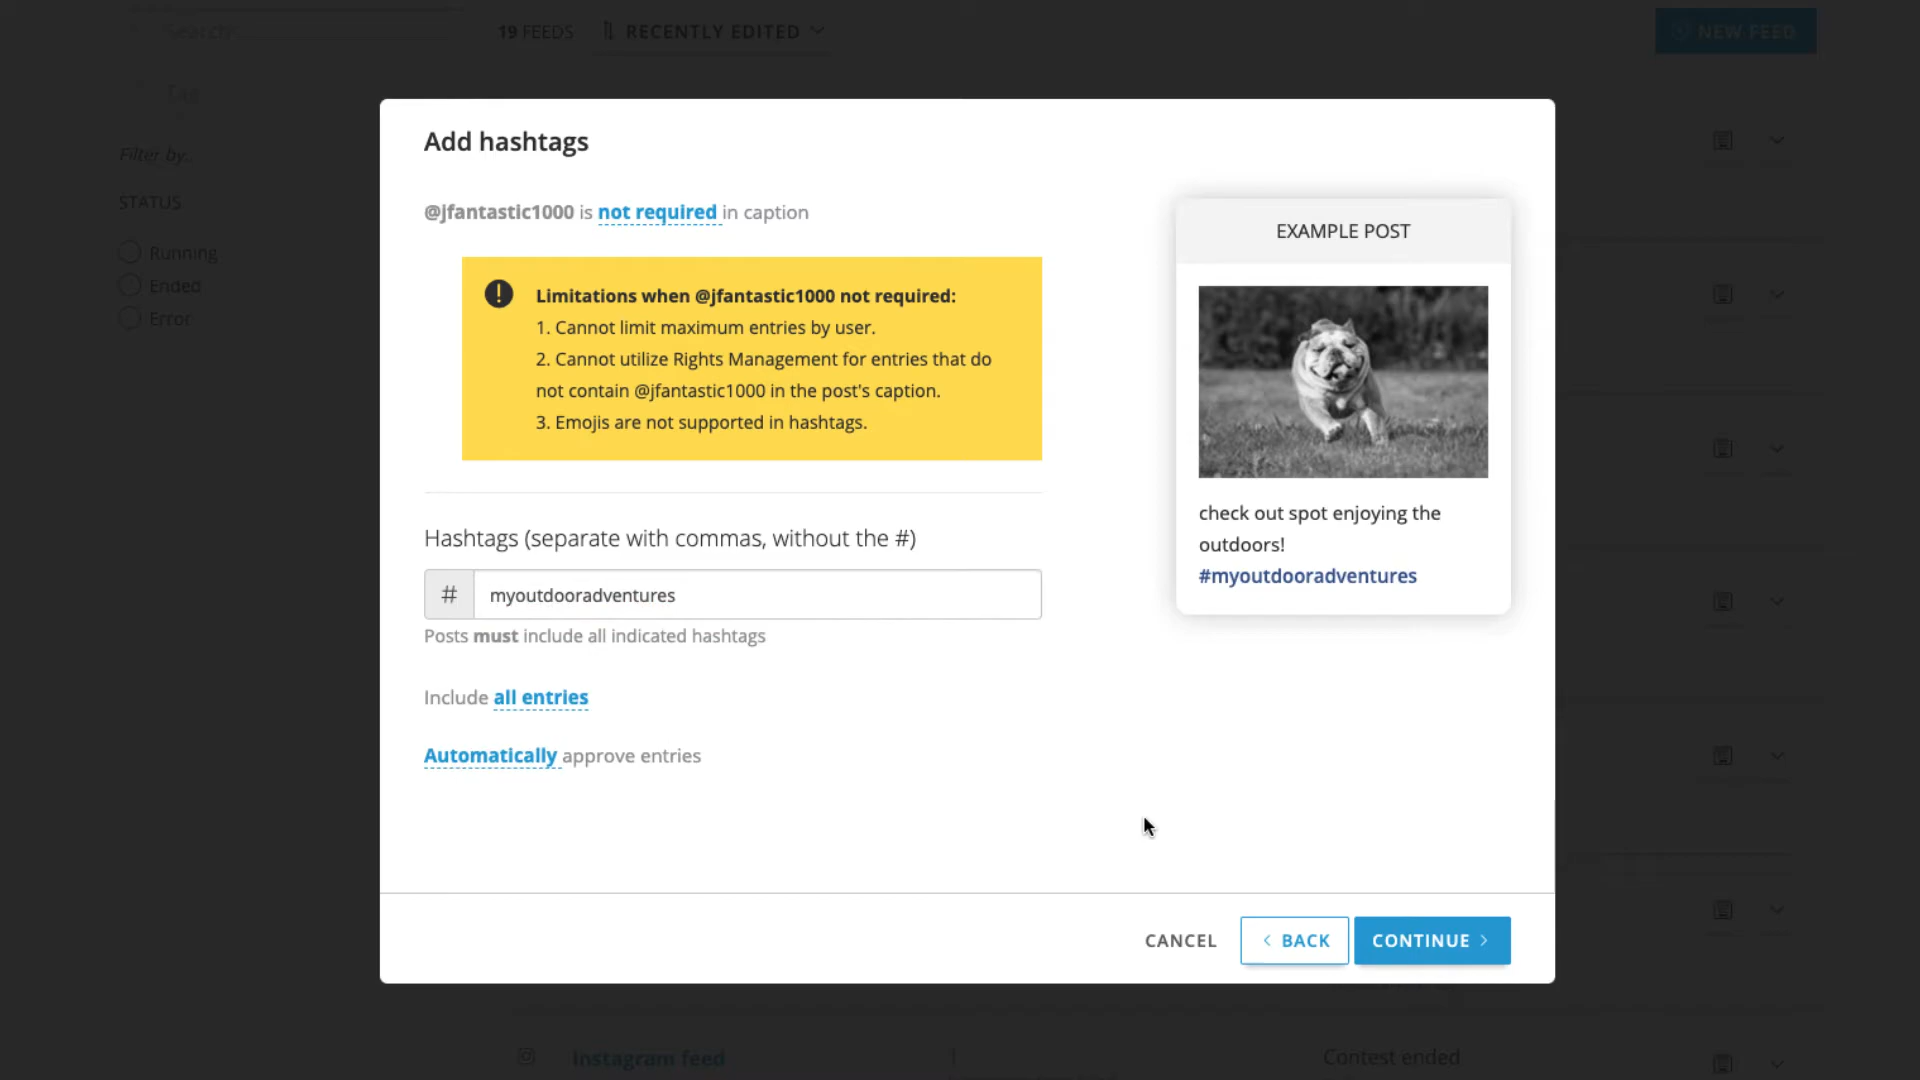 Search
19 FEEDS
RECENTLY EDITED
NEW FEED
Tag
Filter by..
STATUS
Running
Ended
Error
Add hashtags
@jfantastic1000 is not required in caption
!
Limitations when @jfantastic1000 not required:
1. Cannot limit maximum entries by user.
2. Cannot utilize Rights Management for entries that do
not contain @jfantastic1000 in the post's caption.
3. Emojis are not supported in hashtags.
Hashtags (separate with commas, without the #)
# myoutdooradventures
Posts must include all indicated hashtags
Include all entries
Automatically approve entries
EXAMPLE POST
check out spot enjoying the
outdoors!
#myoutdooradventures
CANCEL
BACK
CONTINUE
Instagram feed
Contest ended